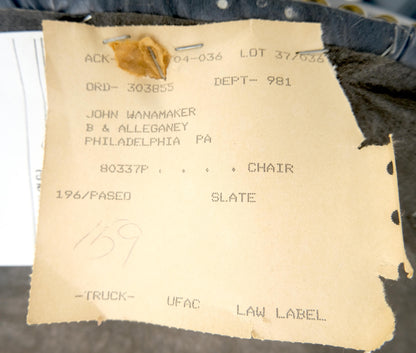 ACK- 04-036 LOT 37/036
ORD- 303855 DEPT- 981
JOHN WANAMAKER
B & ALLEGANEY
PHILADELPHIA PA
80337P . . . . CHAIR
196/PASEO SLATE
159
-TRUCK- UFAC LAW LABEL